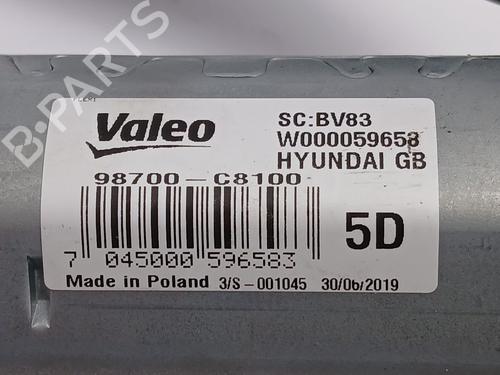 Valeo
SC:BV83
W000059658
HYUNDAI GB
98700-C8100
5D
7 045000 596583
Made in Poland 3/S-001045 30/06/2019
B-PARTS